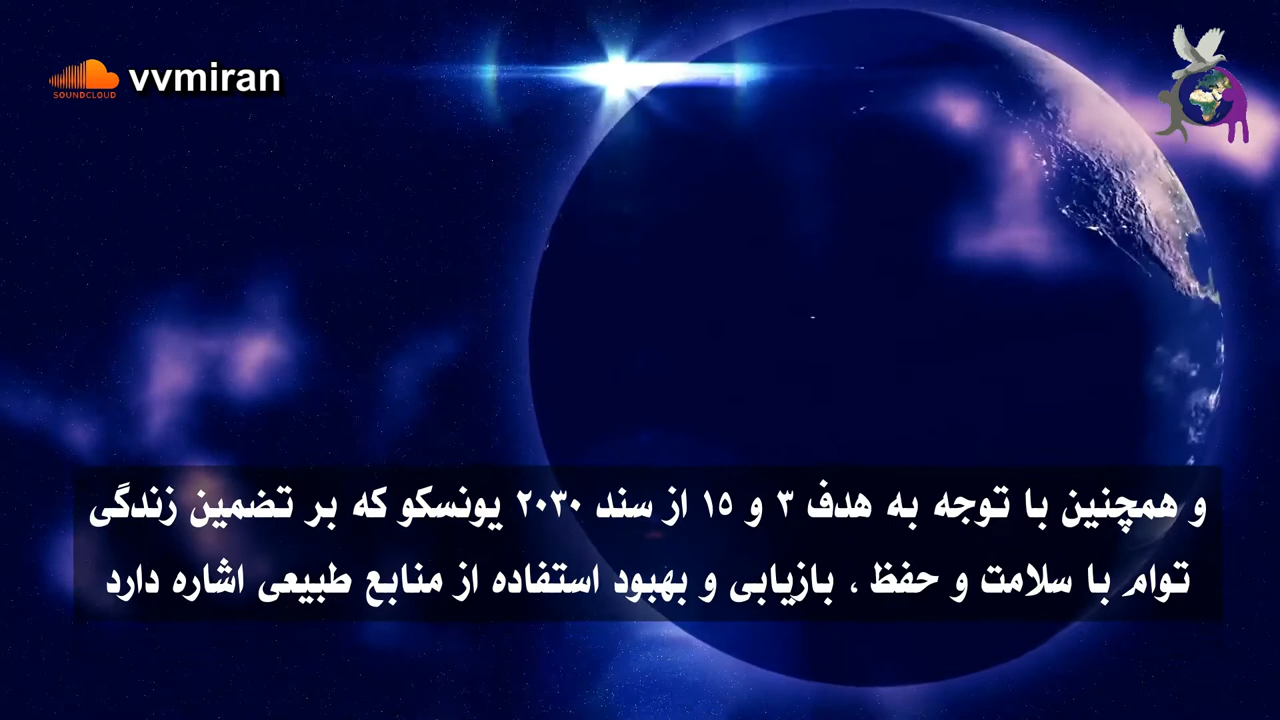 SOUNDCLOUD
vvmiran
و همچنین با توجه به هدف ۳ و ۱۵ از سند ۲۰۳۰ یونسکو که بر تضمین زندگی
توام با سلامت و حفظ ، بازیابی و بهبود استفاده از منابع طبیعی اشاره دارد